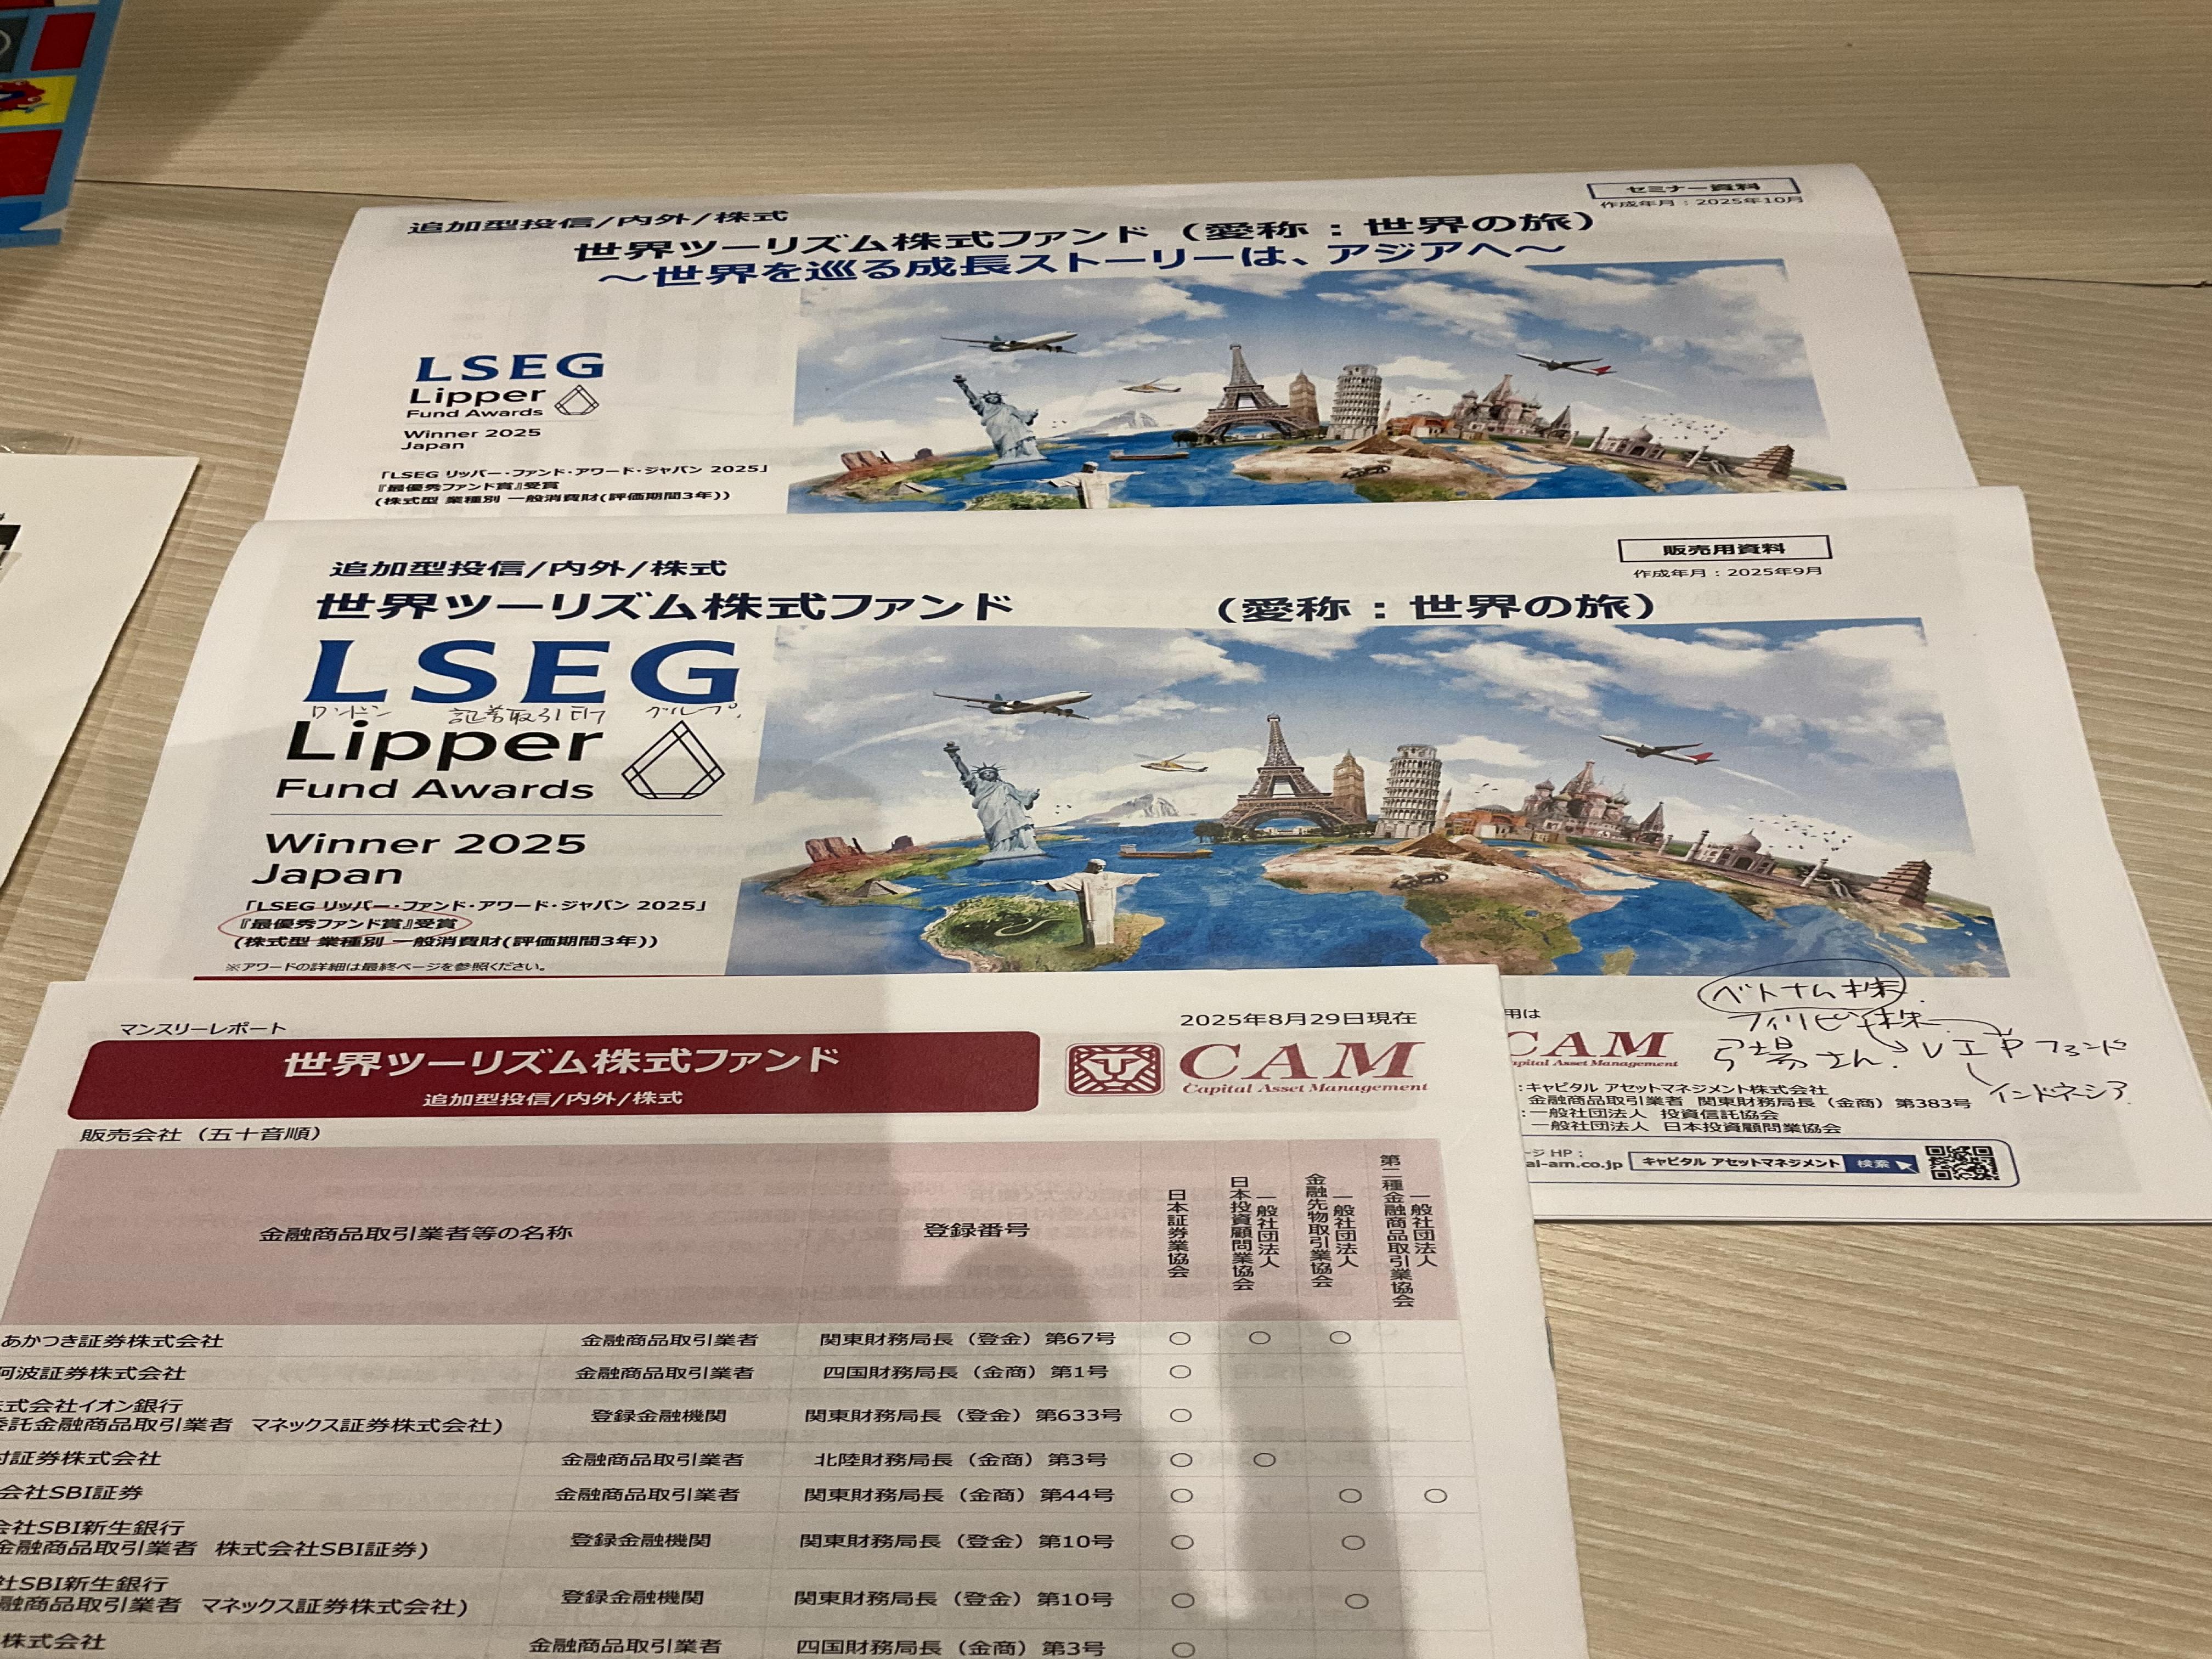 セミナー資料
作成年月：2025年10月
追加型投信/内外/株式
世界ツーリズム株式ファンド（愛称：世界の旅）
～世界を巡る成長ストーリーは、アジアへ～
LSEG
Lipper
Fund Awards
Winner 2025
Japan
「LSEG リッパー・ファンド・アワード・ジャパン 2025」
『最優秀ファンド賞』受賞
(株式型 業種別 一般消費財(評価期間3年))
販売用資料
作成年月：2025年9月
追加型投信/内外/株式
世界ツーリズム株式ファンド （愛称：世界の旅）
LSEG
ロンドン 証券取引所 グループ
Lipper
Fund Awards
Winner 2025
Japan
「LSEG リッパー・ファンド・アワード・ジャパン 2025」
『最優秀ファンド賞』受賞
(株式型 業種別 一般消費財(評価期間3年))
※アワードの詳細は最終ページを参照ください。
ベトナム株
フィリピン株
弓場さん VIPファンド
インドネシア
用は
CAM
pital Asset Management
：キャピタル アセットマネジメント株式会社
金融商品取引業者 関東財務局長（金商）第383号
：一般社団法人 投資信託協会
一般社団法人 日本投資顧問業協会
ージ HP：
al-am.co.jp キャピタル アセットマネジメント 検索
マンスリーレポート
2025年8月29日現在
世界ツーリズム株式ファンド
追加型投信/内外/株式
CAM
Capital Asset Management
販売会社（五十音順）
金融商品取引業者等の名称 登録番号 日本証券業協会 一般社団法人日本投資顧問業協会 一般社団法人金融先物取引業協会 一般社団法人第二種金融商品取引業協会
あかつき証券株式会社 金融商品取引業者 関東財務局長（登金）第67号 ○ ○ ○
阿波証券株式会社 金融商品取引業者 四国財務局長（金商）第1号 ○
式会社イオン銀行
委託金融商品取引業者 マネックス証券株式会社) 登録金融機関 関東財務局長（登金）第633号 ○
村証券株式会社 金融商品取引業者 北陸財務局長（金商）第3号 ○ ○
会社SBI証券 金融商品取引業者 関東財務局長（金商）第44号 ○ ○ ○
会社SBI新生銀行
金融商品取引業者 株式会社SBI証券) 登録金融機関 関東財務局長（登金）第10号 ○ ○
社SBI新生銀行
融商品取引業者 マネックス証券株式会社) 登録金融機関 関東財務局長（登金）第10号 ○ ○
株式会社 金融商品取引業者 四国財務局長（金商）第3号 ○